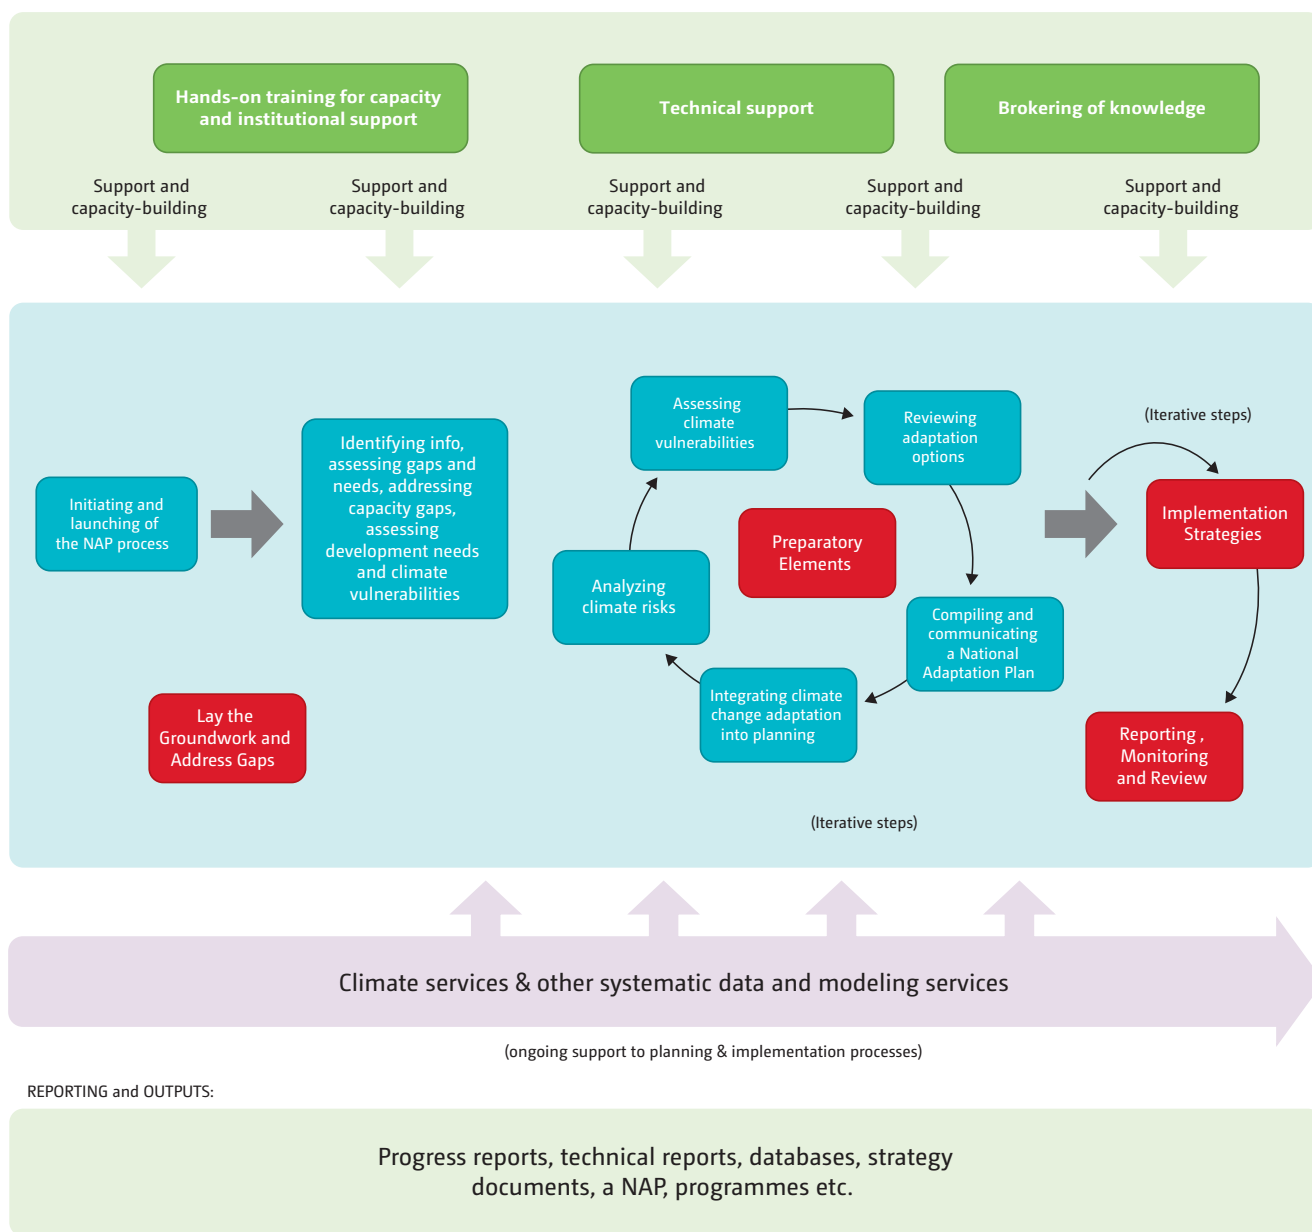 Hands-on training for capacity
and institutional support
Technical support
Brokering of knowledge
Support and
capacity-building
Support and
capacity-building
Support and
capacity-building
Support and
capacity-building
Support and
capacity-building
Initiating and
launching of
the NAP process
Identifying info,
assessing gaps and
needs, addressing
capacity gaps,
assessing
development needs
and climate
vulnerabilities
Lay the
Groundwork and
Address Gaps
Assessing
climate
vulnerabilities
Reviewing
adaptation
options
Preparatory
Elements
Analyzing
climate risks
Compiling and
communicating
a National
Adaptation Plan
Integrating climate
change adaptation
into planning
(Iterative steps)
(Iterative steps)
Implementation
Strategies
Reporting ,
Monitoring
and Review
Climate services & other systematic data and modeling services
(ongoing support to planning & implementation processes)
REPORTING and OUTPUTS:
Progress reports, technical reports, databases, strategy
documents, a NAP, programmes etc.